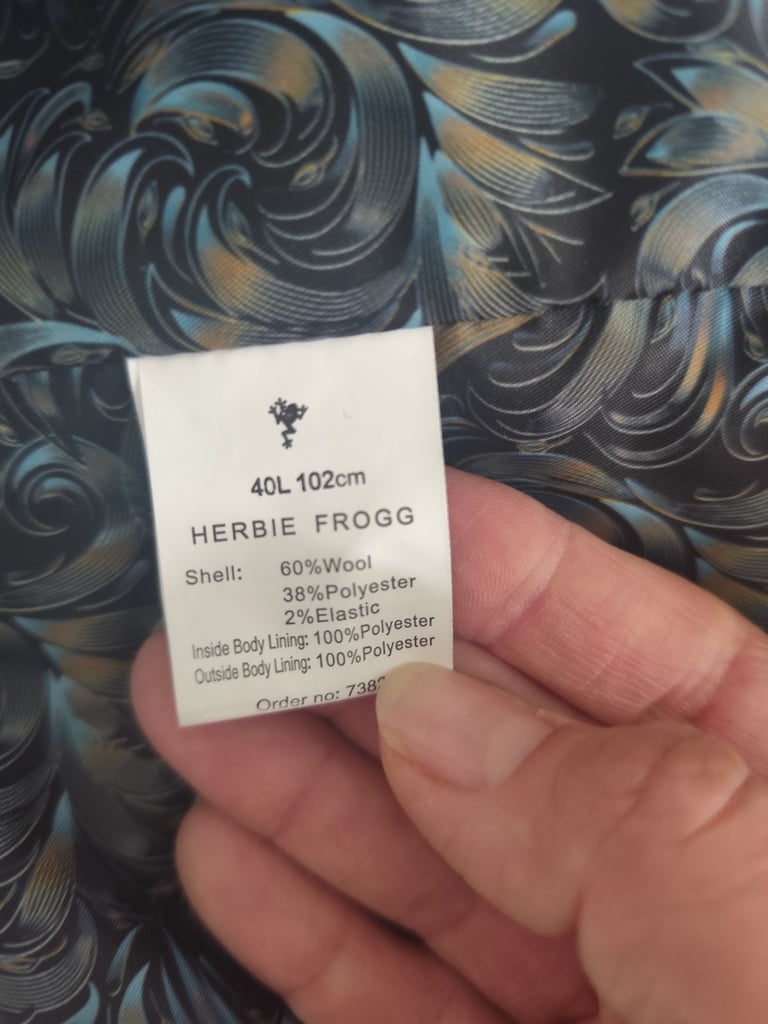 40L 102cm
HERBIE FROGG
Shell: 60%Wool
38%Polyester
2%Elastic
Inside Body Lining: 100%Polyester
Outside Body Lining: 100%Polyester
Order no: